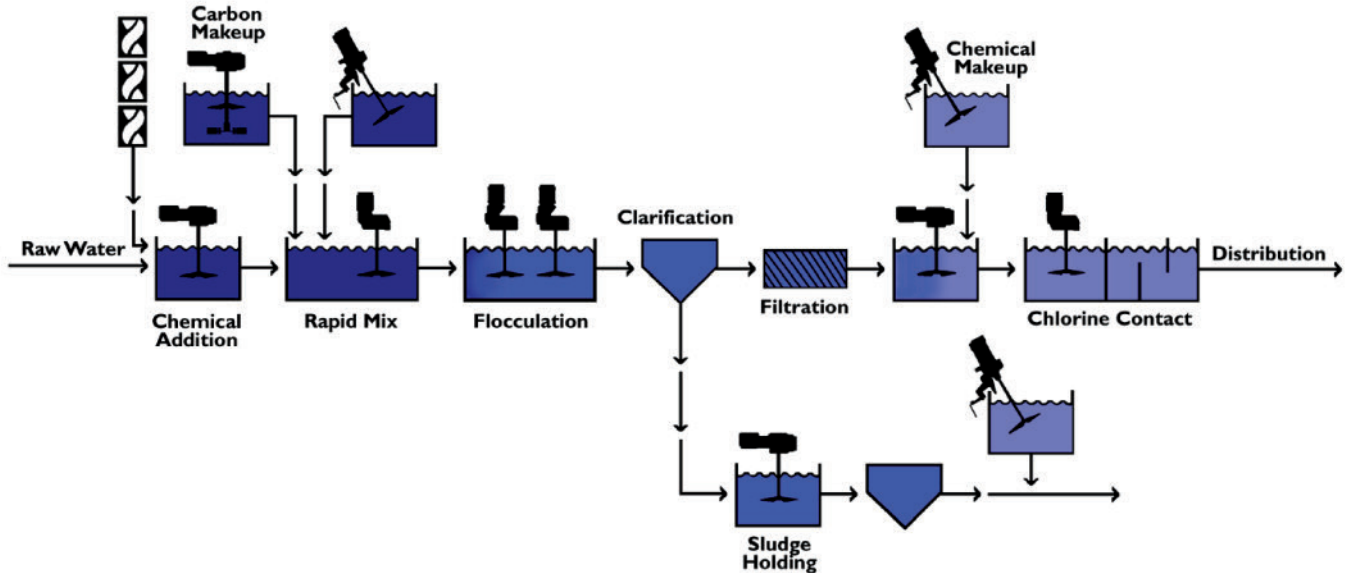 Carbon
Makeup
Chemical
Makeup
Raw Water
Clarification
Distribution
Chemical
Addition
Rapid Mix
Flocculation
Filtration
Chlorine Contact
Sludge
Holding